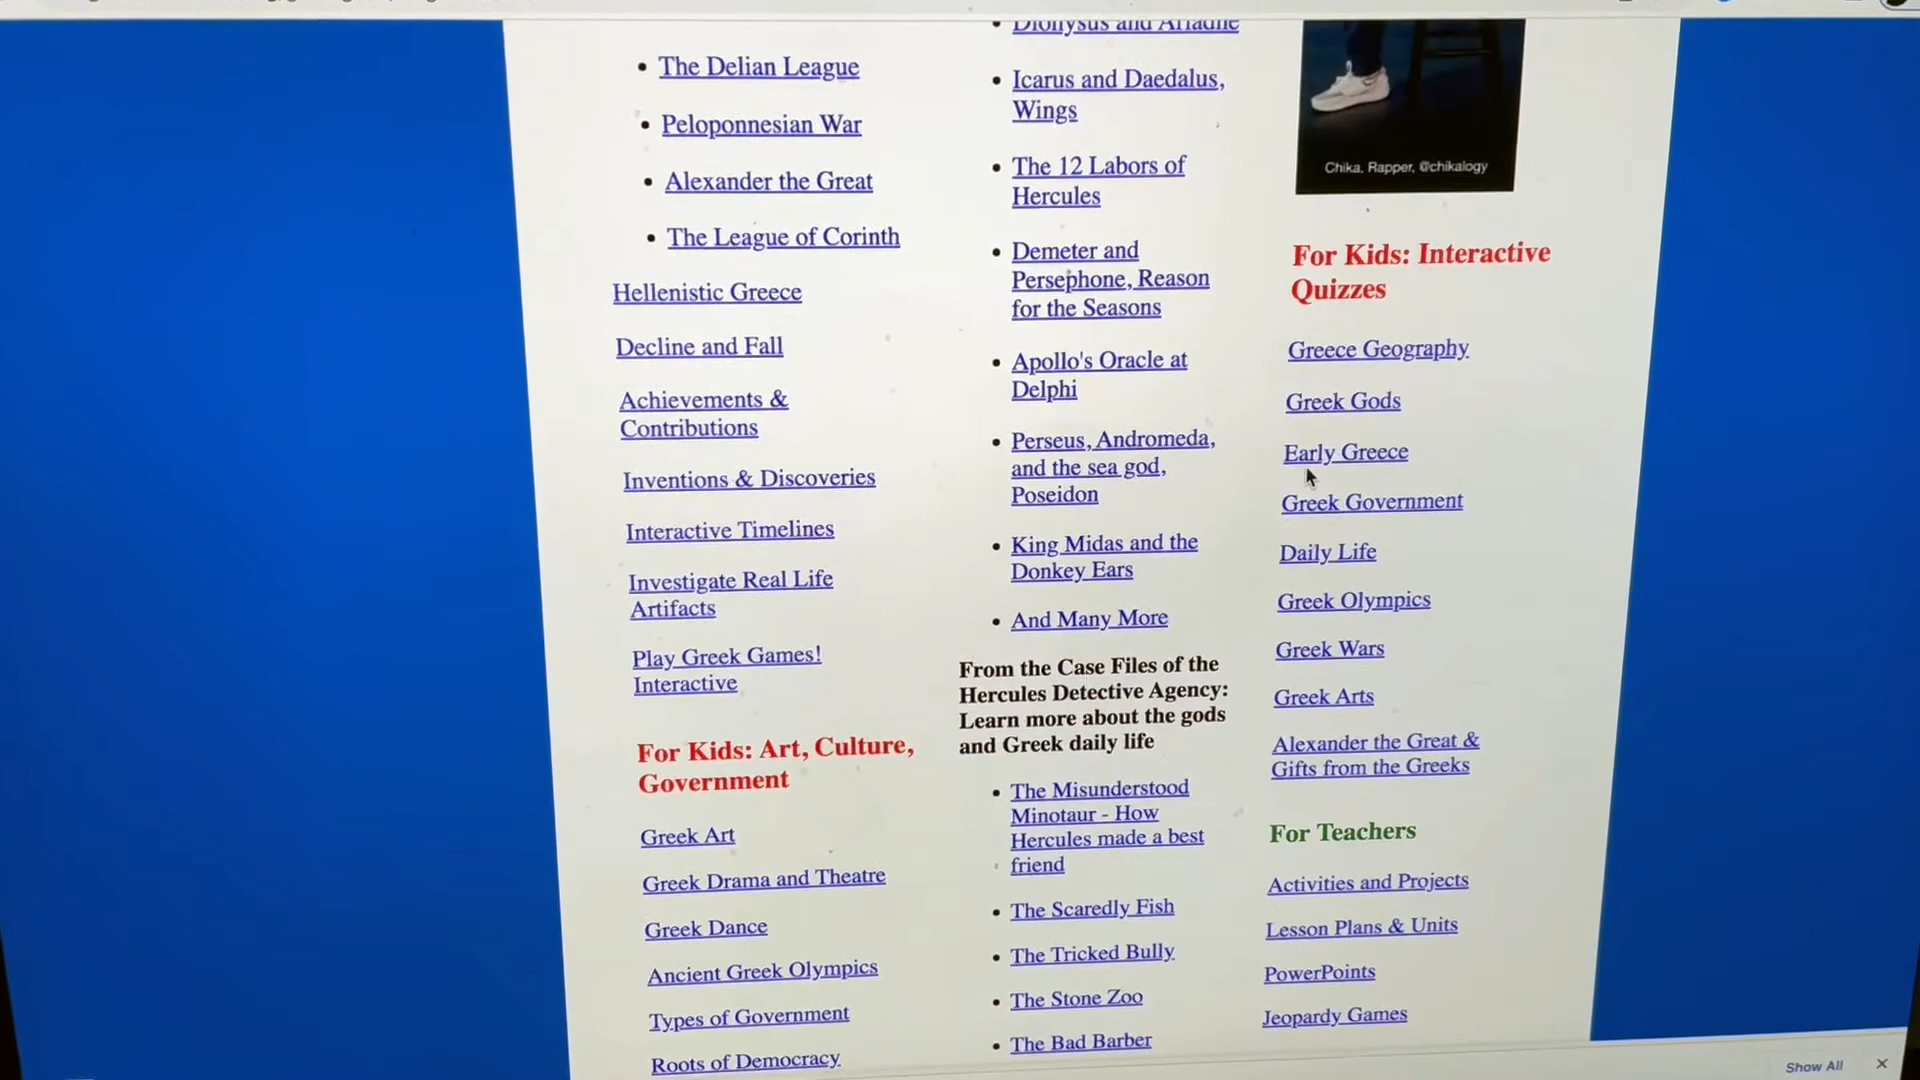 The Delian League
Peloponnesian War
Alexander the Great
The League of Corinth
Hellenistic Greece
Decline and Fall
Achievements &
Contributions
Inventions & Discoveries
Interactive Timelines
Investigate Real Life
Artifacts
Play Greek Games!
Interactive
For Kids: Art, Culture,
Government
Greek Art
Greek Drama and Theatre
Greek Dance
Ancient Greek Olympics
Types of Government
Roots of Democracy
Dionysus and Ariadne
Icarus and Daedalus,
Wings
The 12 Labors of
Hercules
Demeter and
Persephone, Reason
for the Seasons
Apollo's Oracle at
Delphi
Perseus, Andromeda,
and the sea god,
Poseidon
King Midas and the
Donkey Ears
And Many More
From the Case Files of the
Hercules Detective Agency:
Learn more about the gods
and Greek daily life
The Misunderstood
Minotaur - How
Hercules made a best
friend
The Scaredly Fish
The Tricked Bully
The Stone Zoo
The Bad Barber
Chika, Rapper, @chikalogy
For Kids: Interactive
Quizzes
Greece Geography
Greek Gods
Early Greece
Greek Government
Daily Life
Greek Olympics
Greek Wars
Greek Arts
Alexander the Great &
Gifts from the Greeks
For Teachers
Activities and Projects
Lesson Plans & Units
PowerPoints
Jeopardy Games
Show All